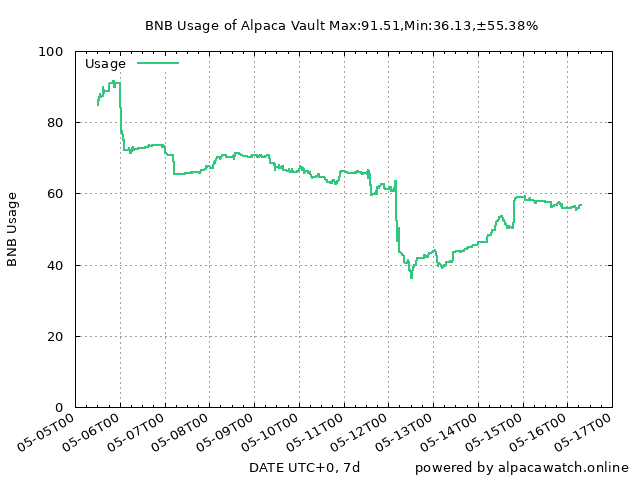 BNB Usage of Alpaca Vault Max:91.51,Min:36.13,±55.38%
Usage
BNB Usage
100
80
60
40
20
0
05-05T00
05-06T00
05-07T00
05-08T00
05-09T00
05-10T00
05-11T00
05-12T00
05-13T00
05-14T00
05-15T00
05-16T00
05-17T00
DATE UTC+0, 7d
powered by alpacawatch.online